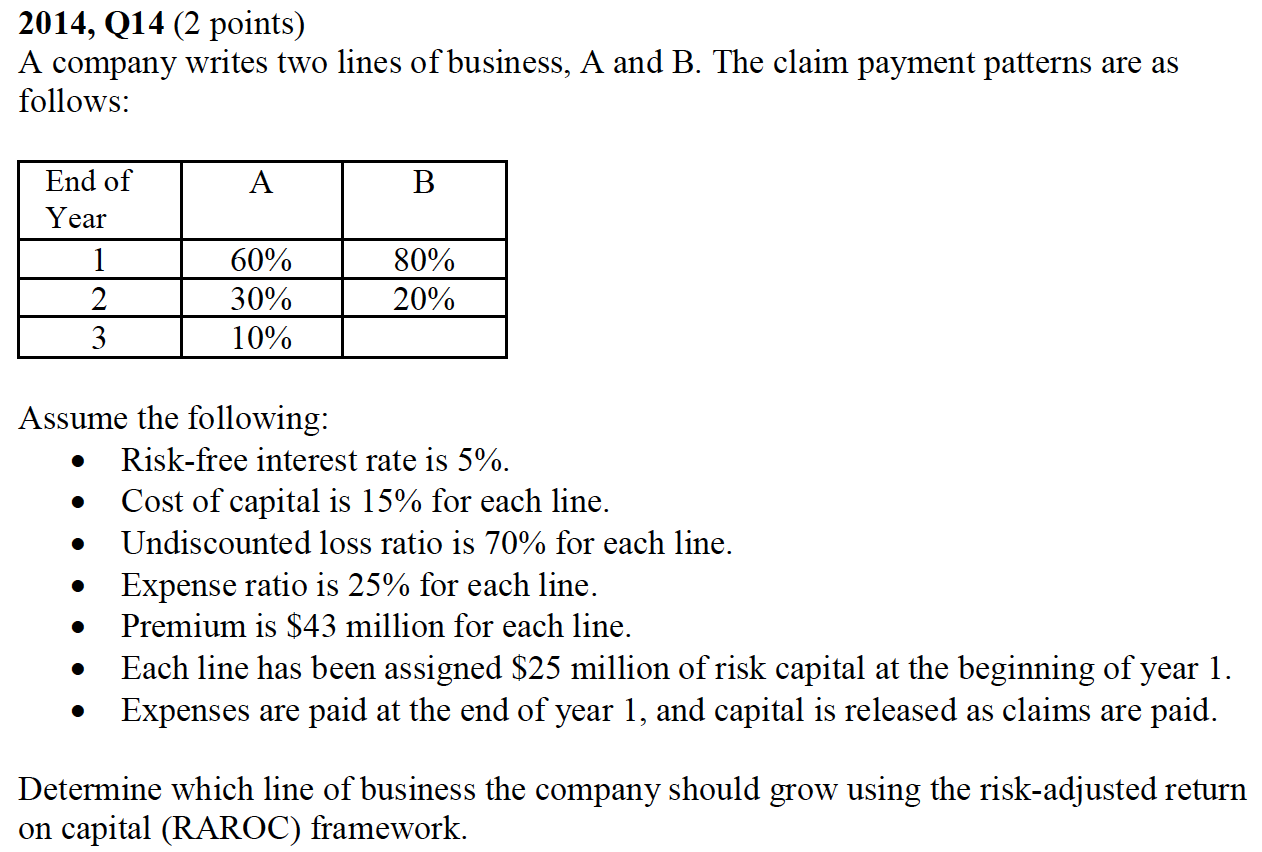 2014, Q14 (2 points)
A company writes two lines of business, A and B. The claim payment patterns are as
follows:
End of
Year
A
B
1
60%
80%
2
30%
20%
3
10%
Assume the following:
• Risk-free interest rate is 5%.
• Cost of capital is 15% for each line.
• Undiscounted loss ratio is 70% for each line.
• Expense ratio is 25% for each line.
• Premium is $43 million for each line.
• Each line has been assigned $25 million of risk capital at the beginning of year 1.
• Expenses are paid at the end of year 1, and capital is released as claims are paid.
Determine which line of business the company should grow using the risk-adjusted return
on capital (RAROC) framework.